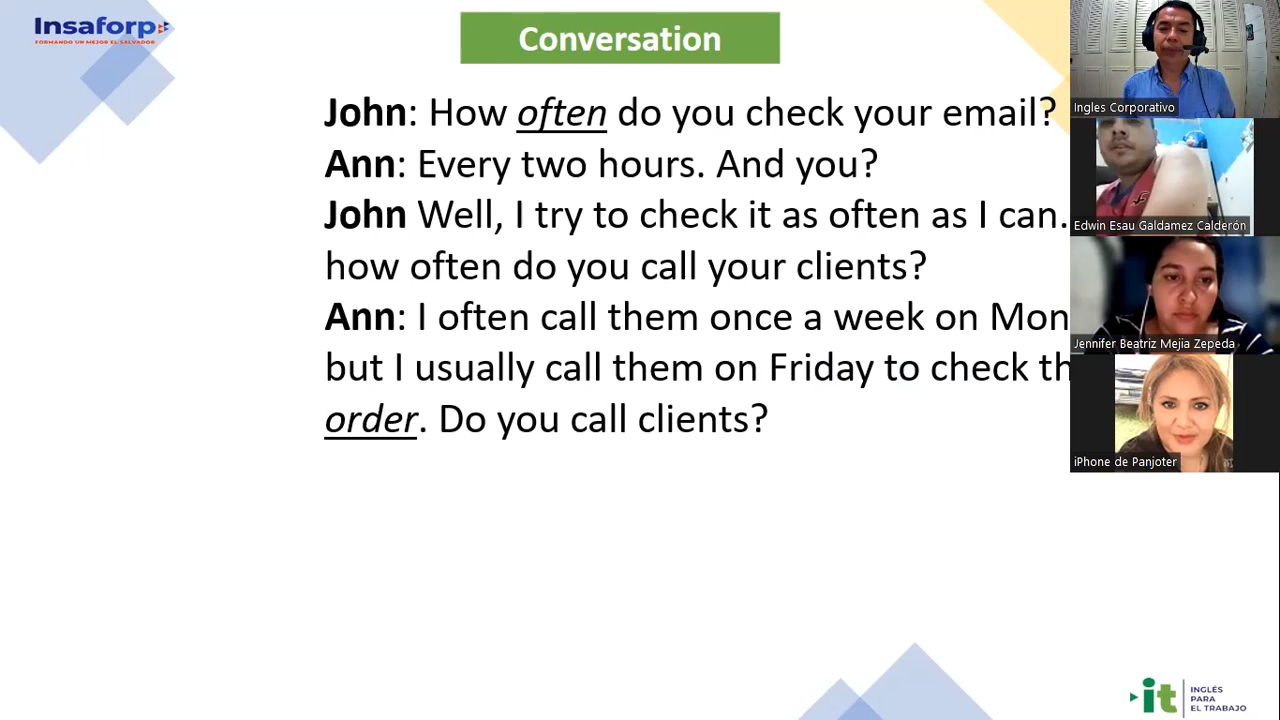 Insaforp
FORMANDO UN MEJOR EL SALVADOR
Conversation
John: How often do you check your email?
Ann: Every two hours. And you?
John Well, I try to check it as often as I can.
how often do you call your clients?
Ann: I often call them once a week on Mon
but I usually call them on Friday to check th
order. Do you call clients?
Ingles Corporativo
Edwin Esau Galdamez Calderón
Jennifer Beatriz Mejia Zepeda
iPhone de Panjoter
it
INGLÉS
PARA
EL TRABAJO